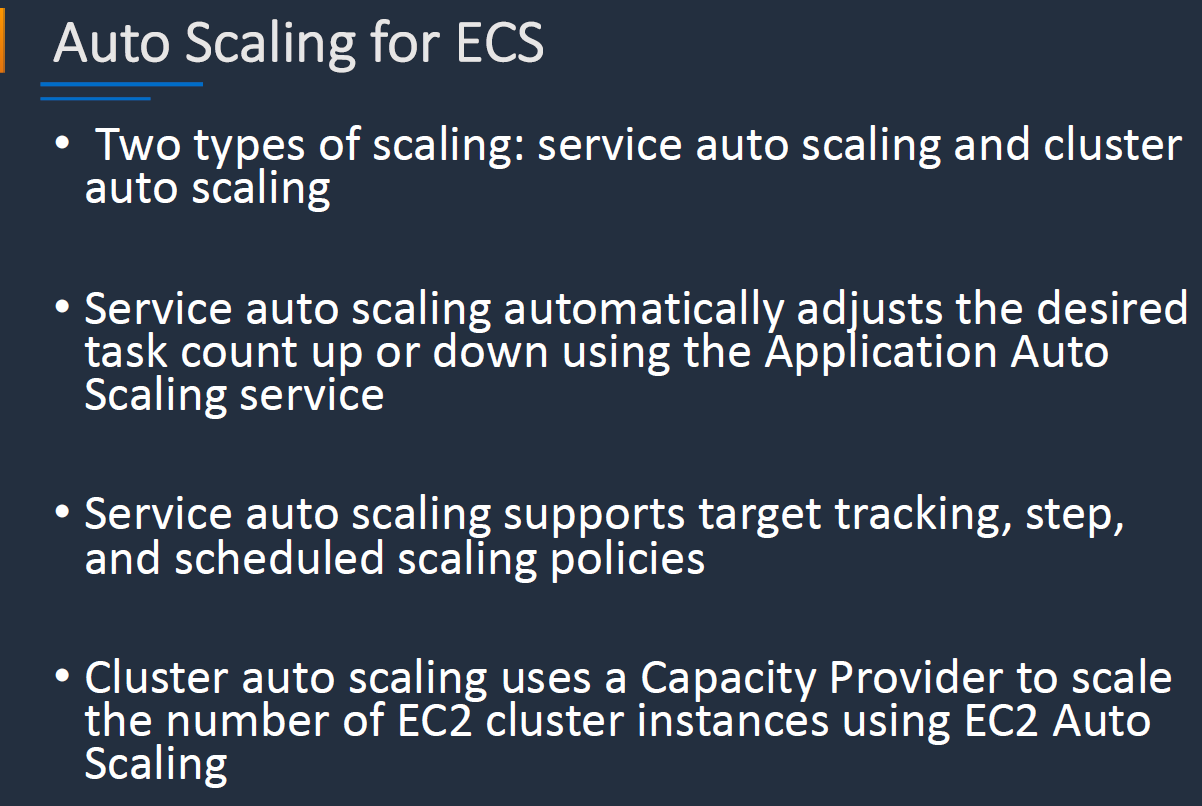 Auto Scaling for ECS
• Two types of scaling: service auto scaling and cluster
auto scaling
• Service auto scaling automatically adjusts the desired
task count up or down using the Application Auto
Scaling service
• Service auto scaling supports target tracking, step,
and scheduled scaling policies
• Cluster auto scaling uses a Capacity Provider to scale
the number of EC2 cluster instances using EC2 Auto
Scaling